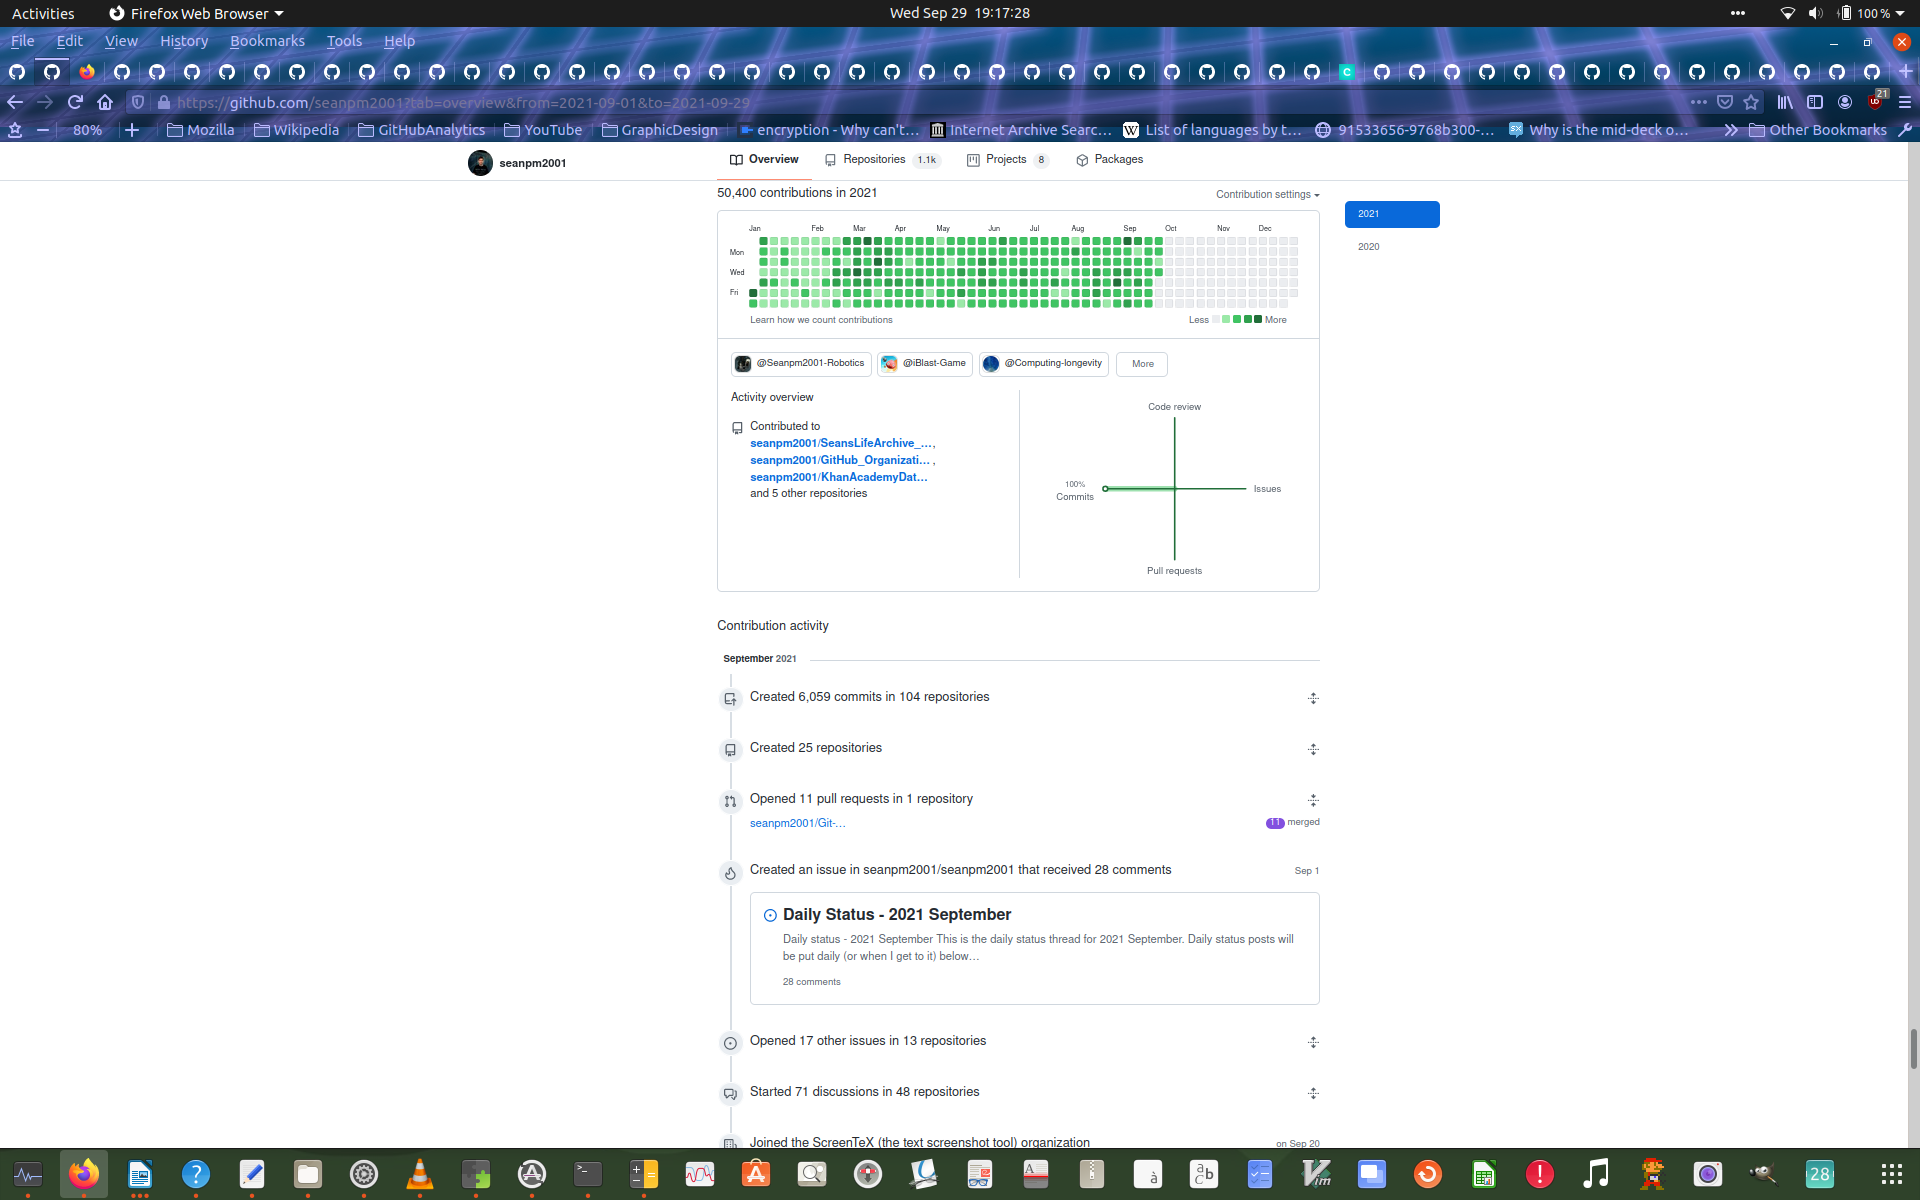 Activities
Firefox Web Browser
Wed Sep 29 19:17:28
100 %
File Edit View History Bookmarks Tools Help
https://github.com/seanpm2001?tab=overview&from=2021-09-01&to=2021-09-29
21
80%
Mozilla
Wikipedia
GitHubAnalytics
YouTube
GraphicDesign
encryption - Why can't…
Internet Archive Searc…
List of languages by t…
91533656-9768b300-…
Why is the mid-deck o…
Other Bookmarks
seanpm2001
Overview
Repositories 1.1k
Projects 8
Packages
50,400 contributions in 2021
Contribution settings
2021
2020
Jan Feb Mar Apr May Jun Jul Aug Sep Oct Nov Dec
Mon
Wed
Fri
Learn how we count contributions
Less More
@Seanpm2001-Robotics
@iBlast-Game
@Computing-longevity
More
Activity overview
Contributed to
seanpm2001/SeansLifeArchive_…,
seanpm2001/GitHub_Organizati… ,
seanpm2001/KhanAcademyDat…
and 5 other repositories
Code review
100%
Commits
Issues
Pull requests
Contribution activity
September 2021
Created 6,059 commits in 104 repositories
Created 25 repositories
Opened 11 pull requests in 1 repository
seanpm2001/Git-…
11 merged
Created an issue in seanpm2001/seanpm2001 that received 28 comments
Sep 1
Daily Status - 2021 September
Daily status - 2021 September This is the daily status thread for 2021 September. Daily status posts will
be put daily (or when I get to it) below…
28 comments
Opened 17 other issues in 13 repositories
Started 71 discussions in 48 repositories
Joined the ScreenTeX (the text screenshot tool) organization
on Sep 20
28